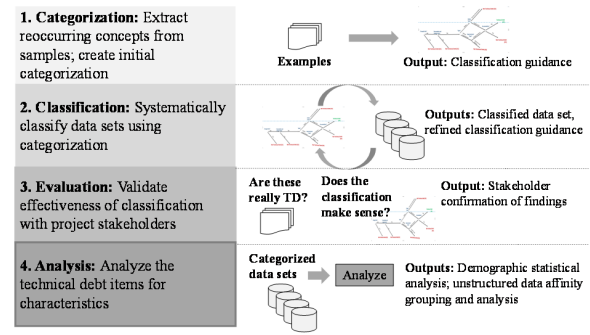 1. Categorization: Extract
reoccurring concepts from
samples; create initial
categorization
Examples
Output: Classification guidance
2. Classification: Systematically
classify data sets using
categorization
Outputs: Classified data set,
refined classification guidance
3. Evaluation: Validate
effectiveness of classification
with project stakeholders
Are these
really TD?
Does the
classification
make sense?
Output: Stakeholder
confirmation of findings
4. Analysis: Analyze the
technical debt items for
characteristics
Categorized
data sets
Analyze
Outputs: Demographic statistical
analysis; unstructured data affinity
grouping and analysis